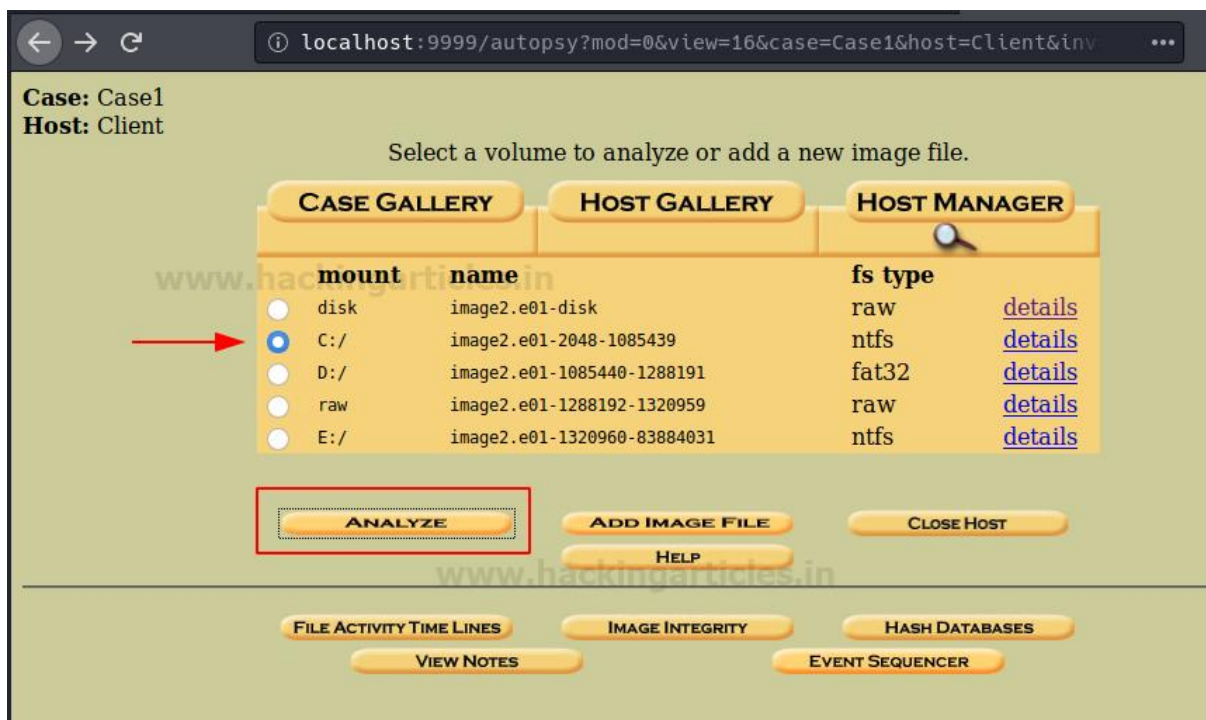 localhost:9999/autopsy?mod=0&view=16&case=Case1&host=Client&inv
Case: Case1
Host: Client
Select a volume to analyze or add a new image file.
CASE GALLERY HOST GALLERY HOST MANAGER
www.hackingarticles.in
mount name fs type
disk image2.e01-disk raw details
C:/ image2.e01-2048-1085439 ntfs details
D:/ image2.e01-1085440-1288191 fat32 details
raw image2.e01-1288192-1320959 raw details
E:/ image2.e01-1320960-83884031 ntfs details
ANALYZE ADD IMAGE FILE CLOSE HOST
HELP
www.hackingarticles.in
FILE ACTIVITY TIME LINES IMAGE INTEGRITY HASH DATABASES
VIEW NOTES EVENT SEQUENCER